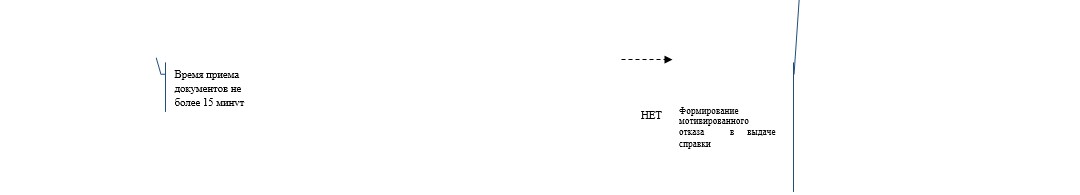 Время приема
документов не
более 15 минут
НЕТ
Формирование
мотивированного
отказа в выдаче
справки